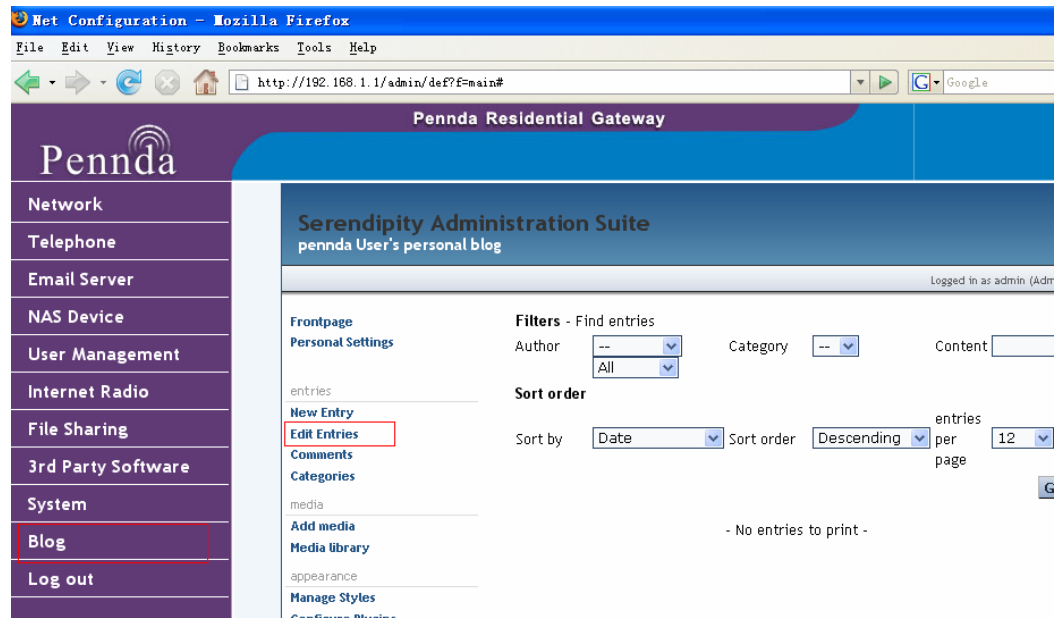 Net Configuration - Mozilla Firefox
File Edit View History Bookmarks Tools Help
http://192.168.1.1/admin/def?f=main#
G Google
Pennda Residential Gateway
Pennda
Network
Telephone
Email Server
NAS Device
User Management
Internet Radio
File Sharing
3rd Party Software
System
Blog
Log out
Serendipity Administration Suite
pennda User's personal blog
Logged in as admin (Adm
Frontpage
Personal Settings
entries
New Entry
Edit Entries
Comments
Categories
media
Add media
Media library
appearance
Manage Styles
Configure Plugins
Filters - Find entries
Author -- Category -- Content
All
Sort order
Sort by Date Sort order Descending entries per page 12
G
- No entries to print -